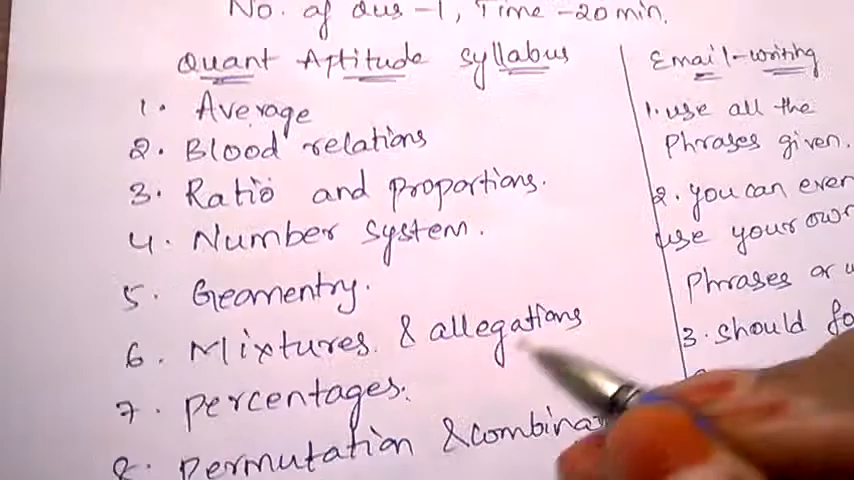 No. of Qus -1, Time -20 min.
Quant Aptitude syllabus
1. Average
2. Blood relations
3. Ratio and proportions.
4. Number system.
5. Geomentry.
6. Mixtures & allegations
7. percentages.
8. permutation & combina
Email-writing
1. use all the
Phrases given.
2. you can even
use your own
Phrases or
3. should fo